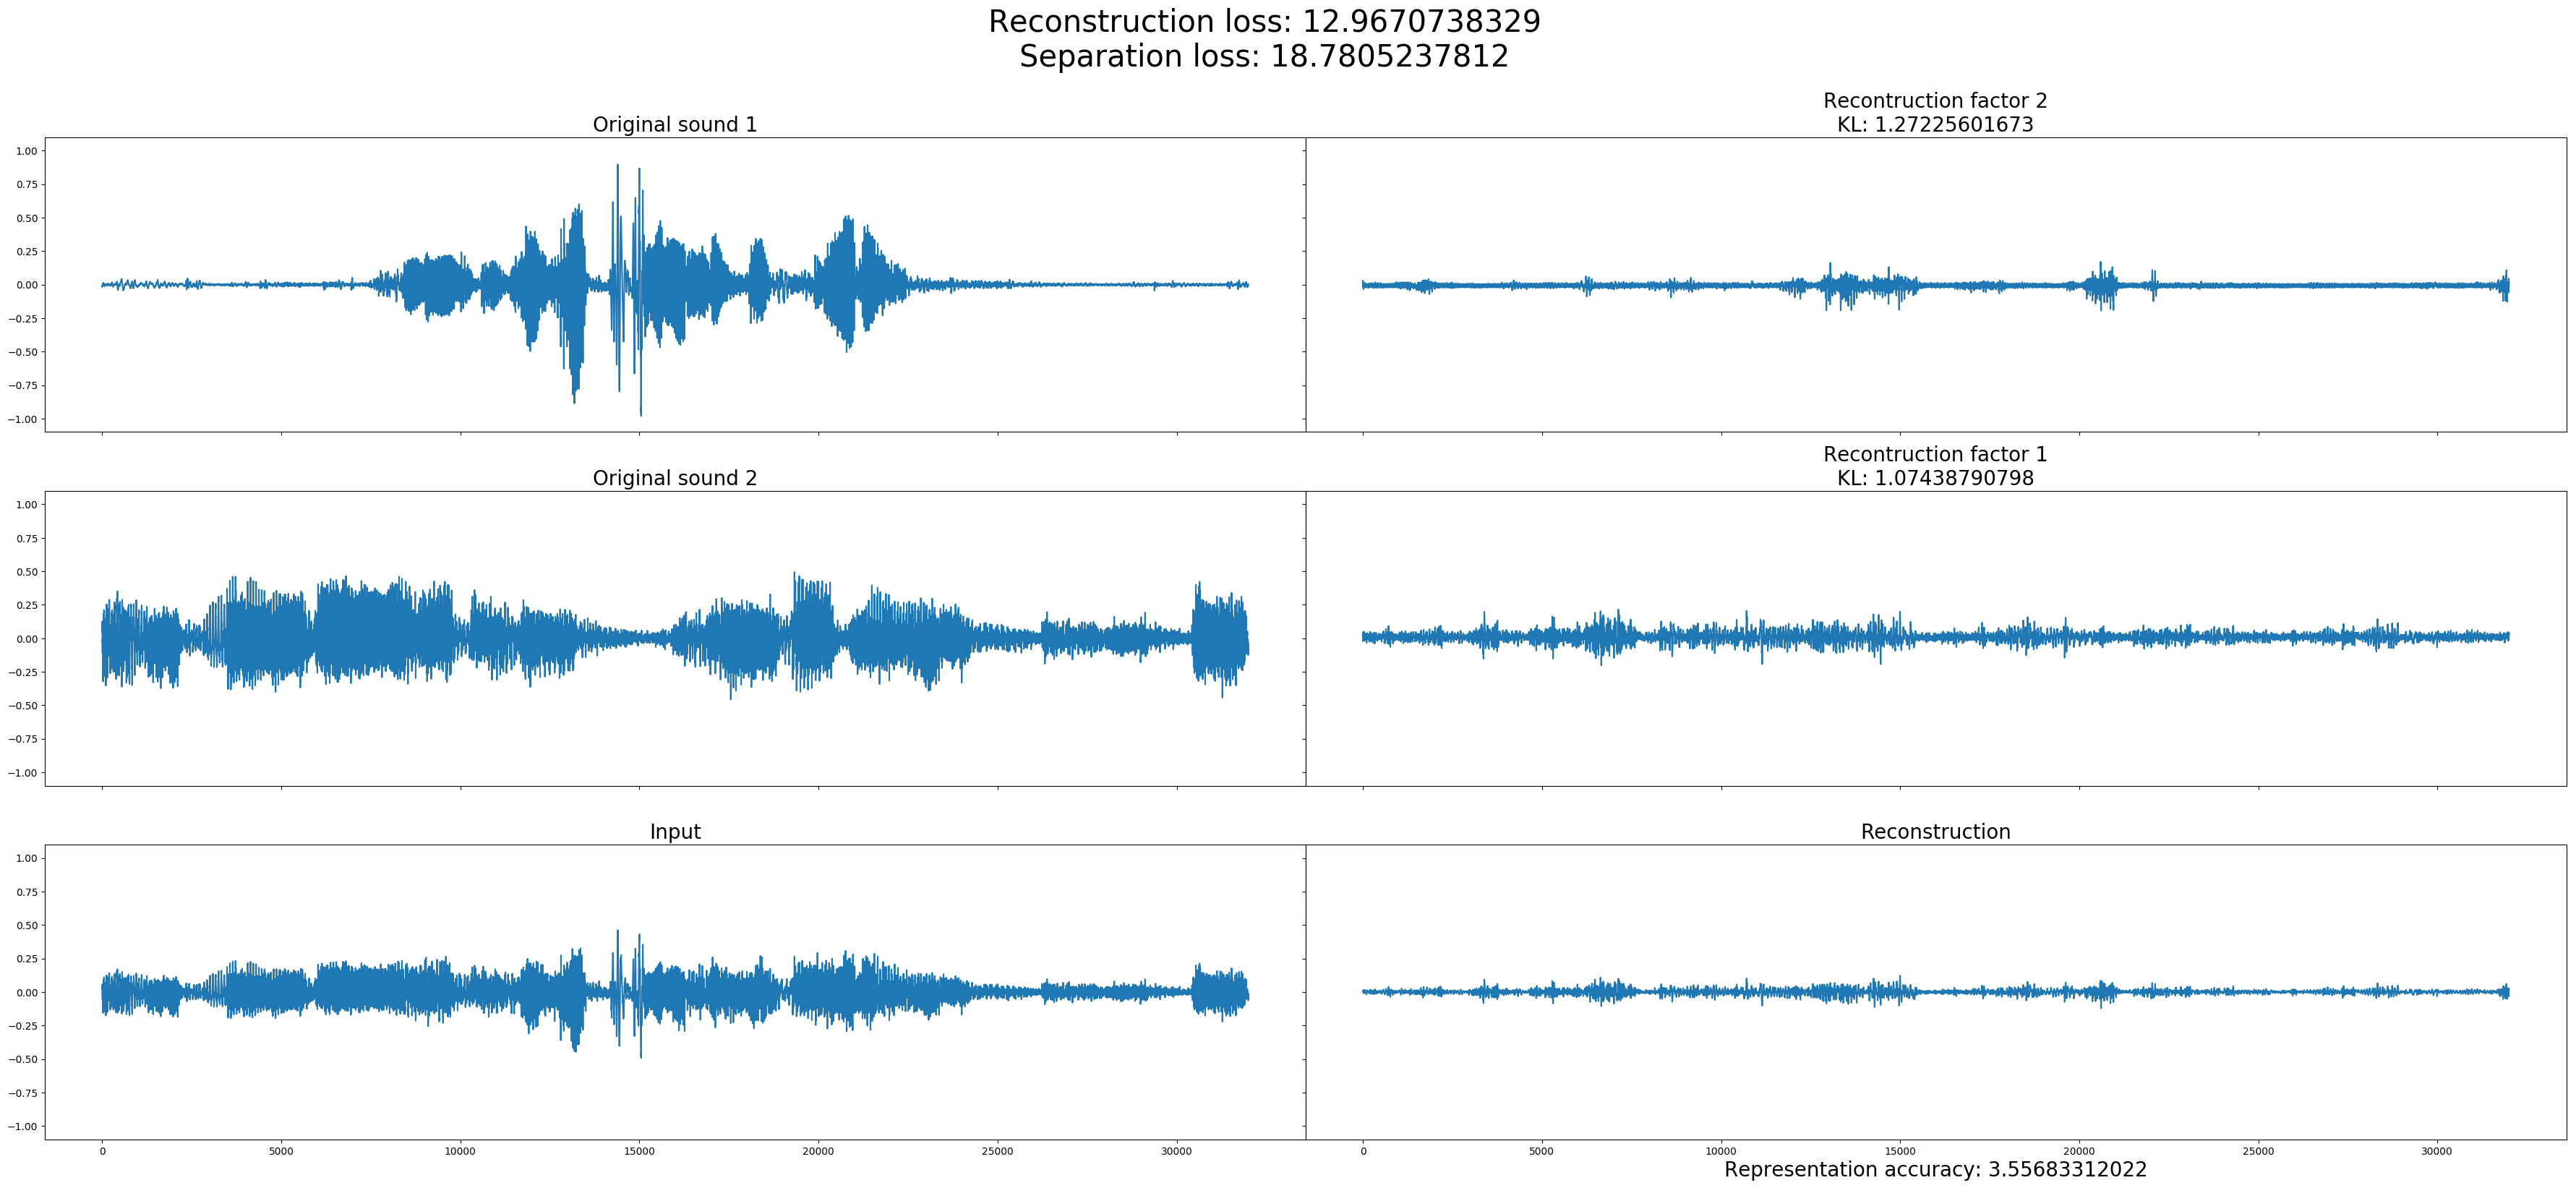 Reconstruction loss: 12.9670738329
Separation loss: 18.7805237812
Original sound 1
Recontruction factor 2
KL: 1.27225601673
1.00
0.75
0.50
0.25
0.00
−0.25
−0.50
−0.75
−1.00
Original sound 2
Recontruction factor 1
KL: 1.07438790798
1.00
0.75
0.50
0.25
0.00
−0.25
−0.50
−0.75
−1.00
Input
Reconstruction
1.00
0.75
0.50
0.25
0.00
−0.25
−0.50
−0.75
−1.00
0 5000 10000 15000 20000 25000 30000 0 5000 10000 15000 20000 25000 30000
Representation accuracy: 3.55683312022